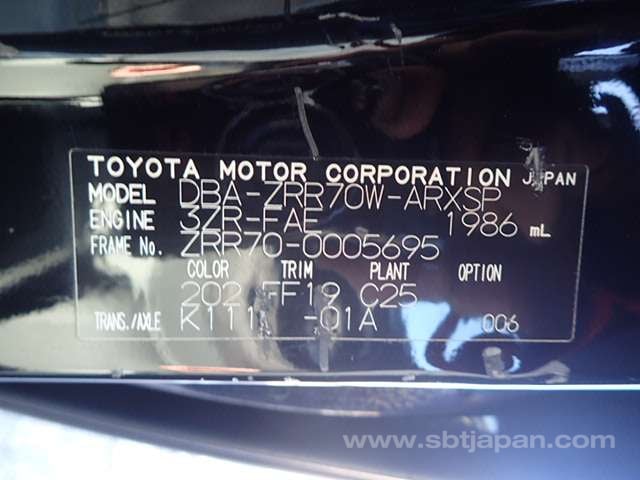 TOYOTA MOTOR CORPORATION JAPAN
MODEL DBA-ZRR70W-ARXSP
ENGINE 3ZR-FAE 1986 mL
FRAME No. ZRR70-0005695
COLOR TRIM PLANT OPTION
202 FF19 C25
TRANS./AXLE K111 -01A 006
www.sbtjapan.com